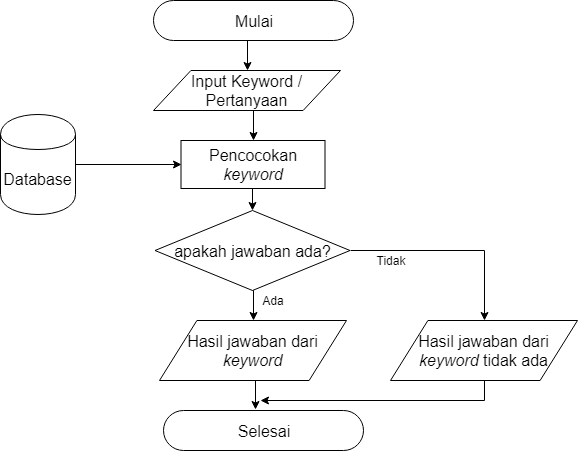 Mulai
Input Keyword /
Pertanyaan
Pencocokan
keyword
Database
apakah jawaban ada?
Tidak
Ada
Hasil jawaban dari
keyword
Hasil jawaban dari
keyword tidak ada
Selesai